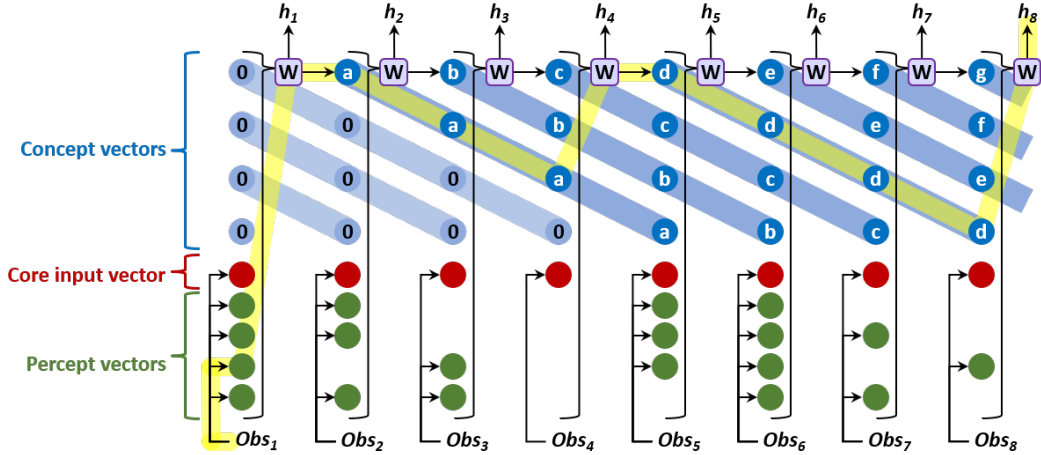 h1 h2 h3 h4 h5 h6 h7 h8
0 W a W b W c W d W e W f W g W
0 0 a b c d e f
Concept vectors
0 0 0 a b c d e
0 0 0 0 a b c d
Core input vector
Percept vectors
Obs1 Obs2 Obs3 Obs4 Obs5 Obs6 Obs7 Obs8